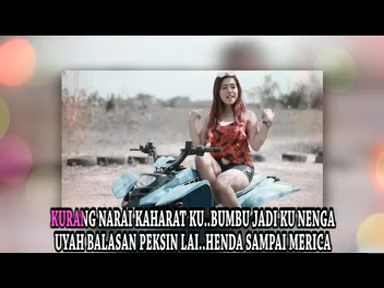 KURANG NARAI KAHARAT KU..BUMBU JADI KU NENGA
UYAH BALASAN PEKSIN LAI..HENDA SAMPAI MERICA